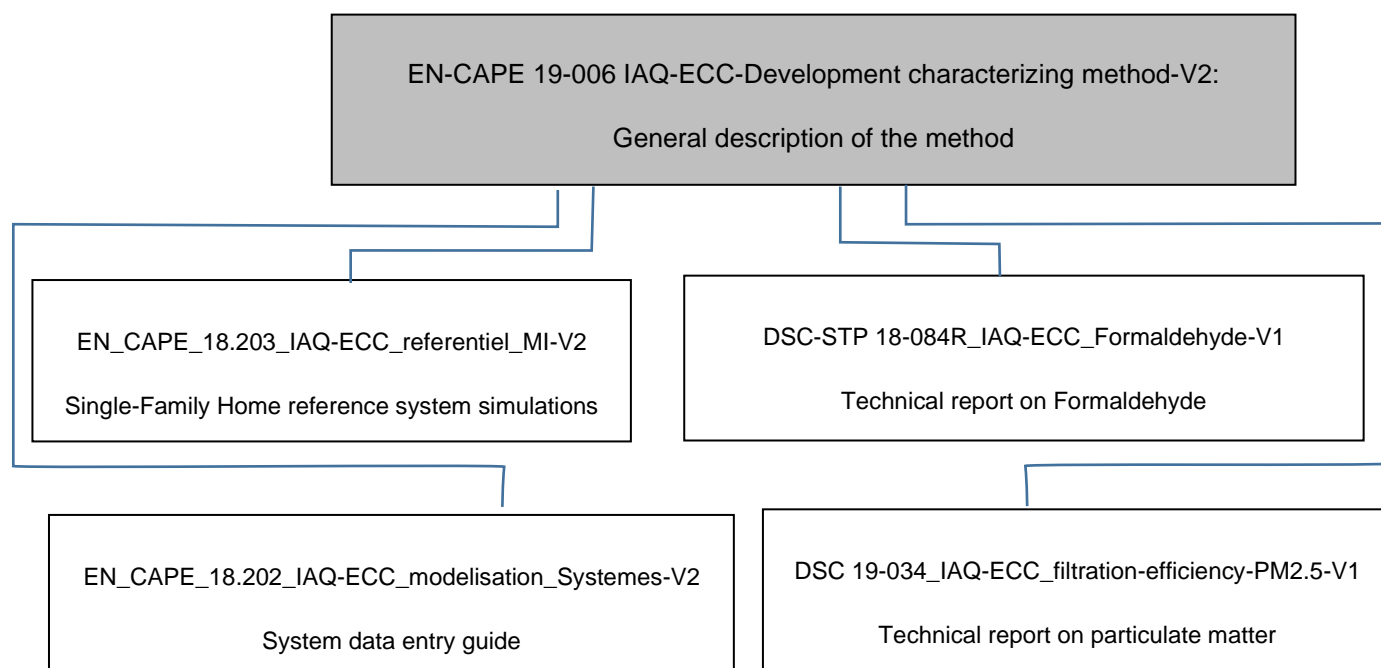 EN-CAPE 19-006 IAQ-ECC-Development characterizing method-V2:
General description of the method
EN_CAPE_18.203_IAQ-ECC_referentiel_MI-V2
Single-Family Home reference system simulations
DSC-STP 18-084R_IAQ-ECC_Formaldehyde-V1
Technical report on Formaldehyde
EN_CAPE_18.202_IAQ-ECC_modelisation_Systemes-V2
System data entry guide
DSC 19-034_IAQ-ECC_filtration-efficiency-PM2.5-V1
Technical report on particulate matter